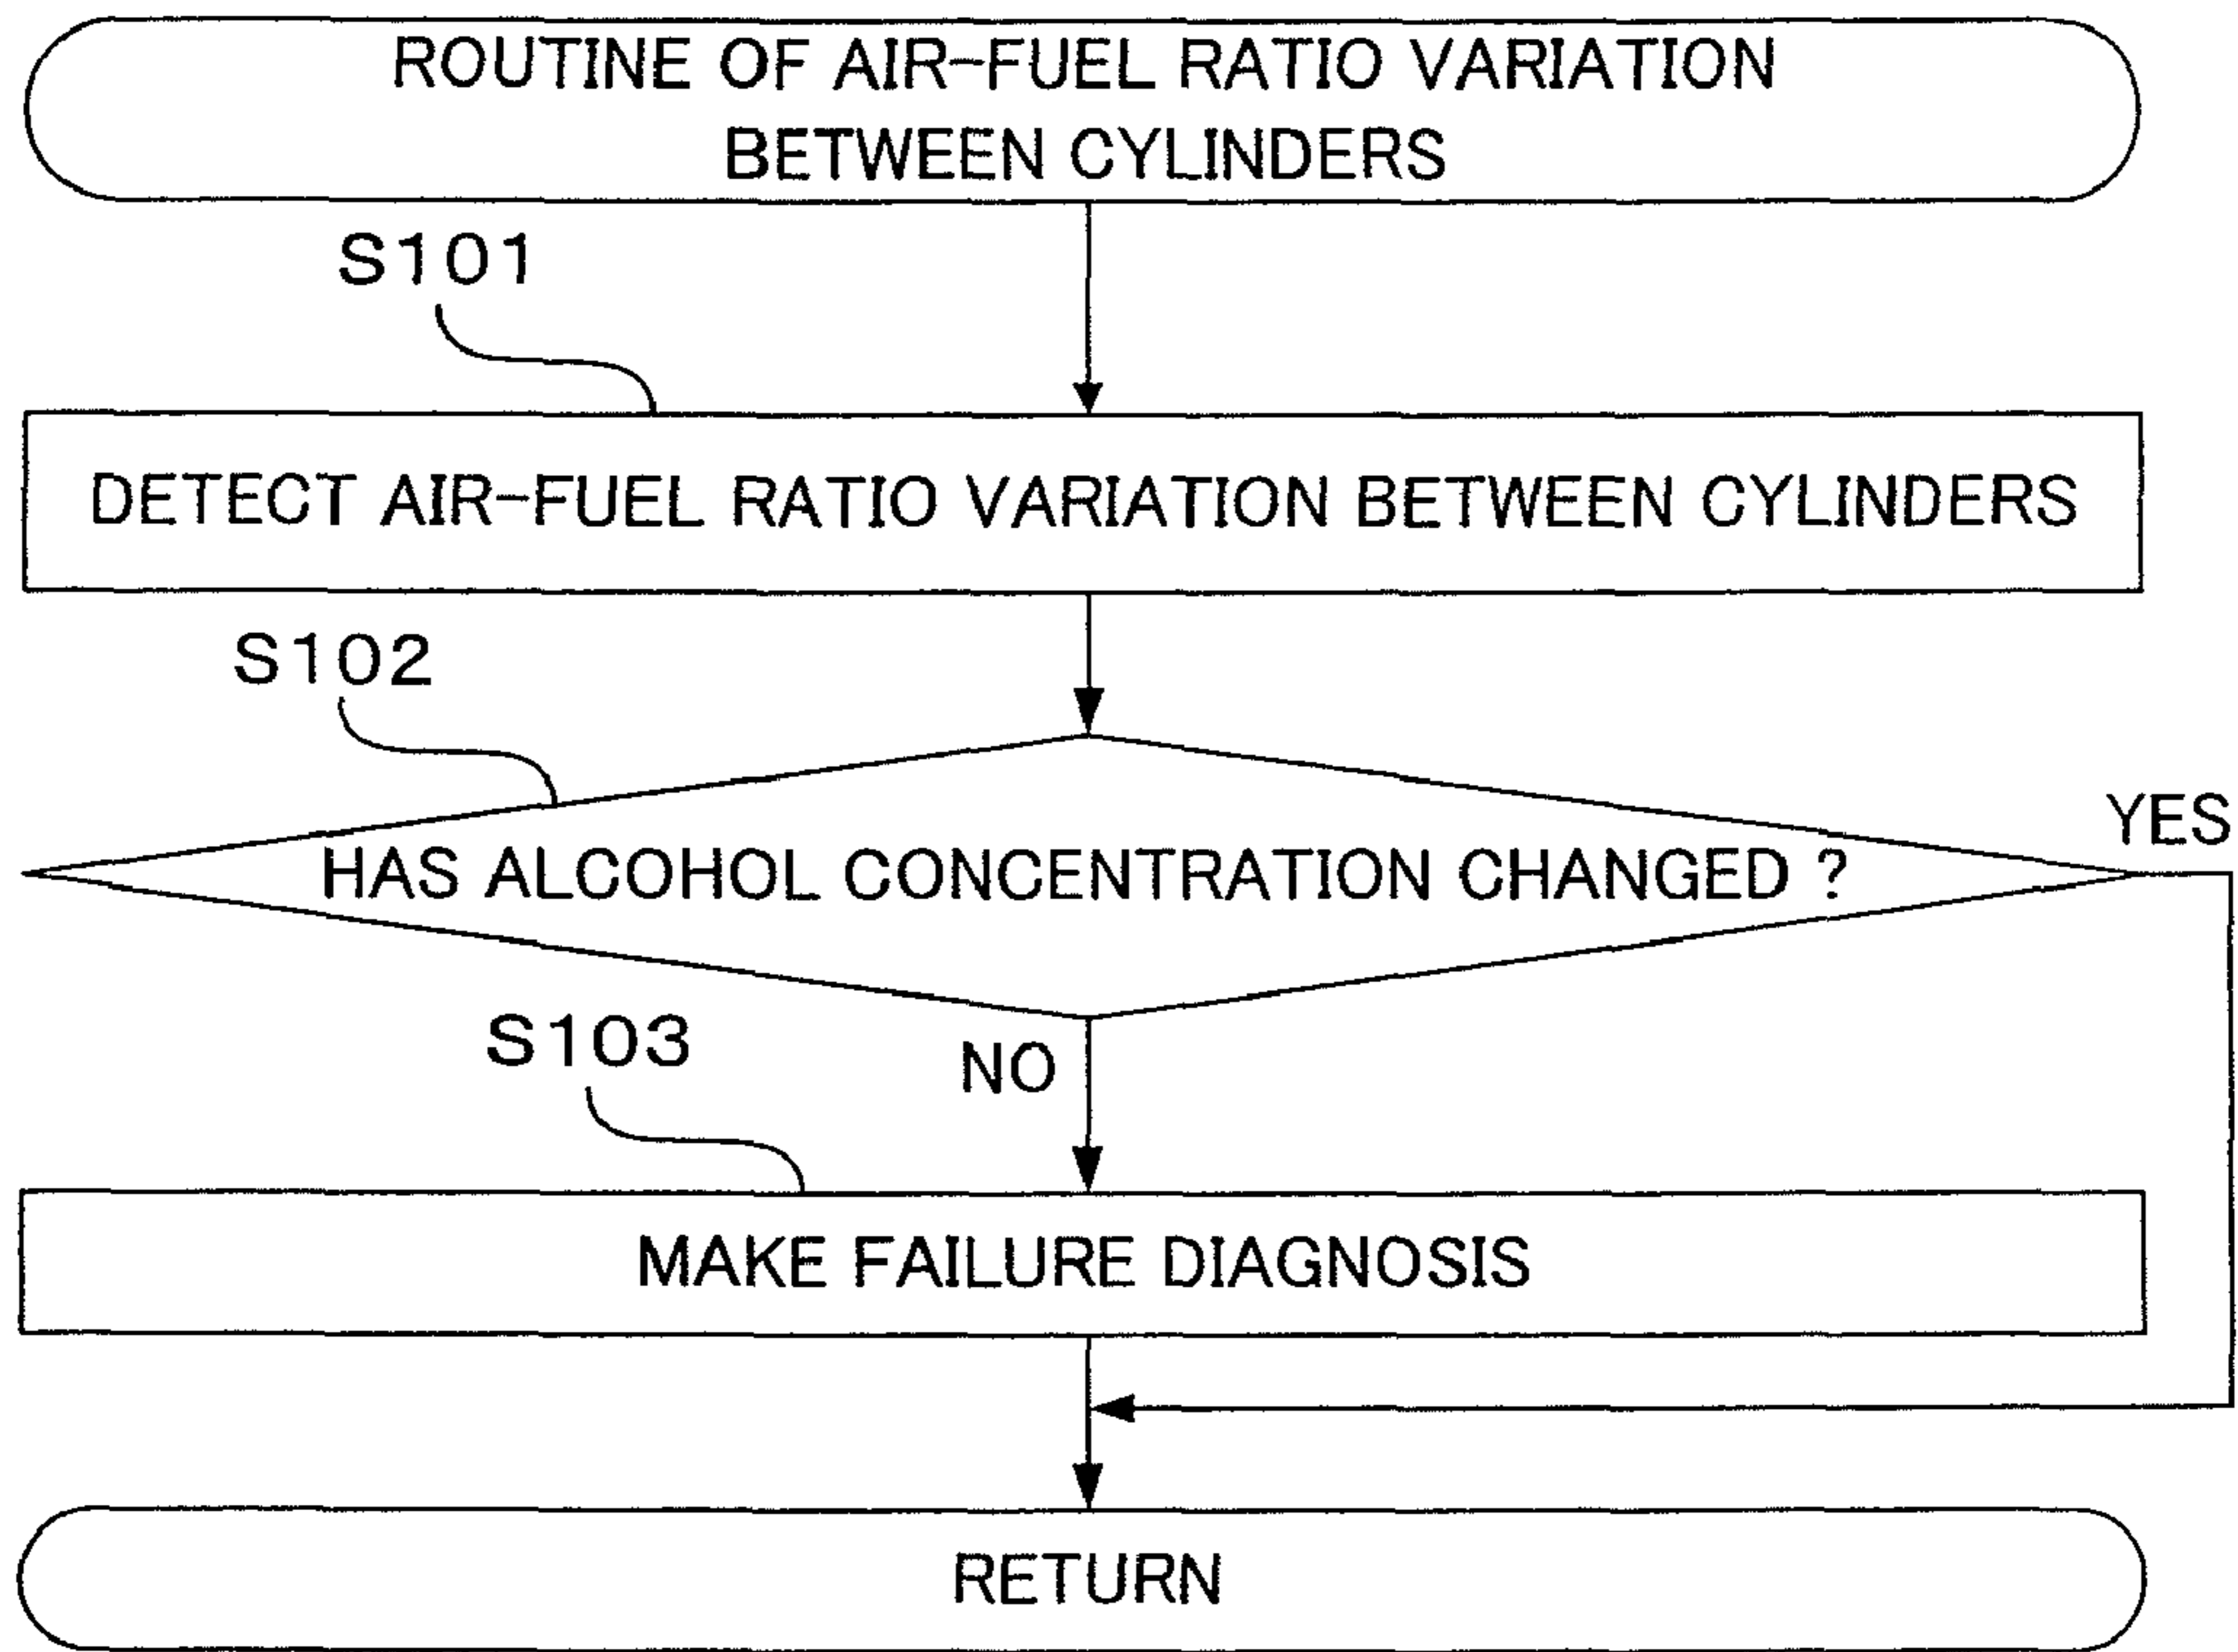 ROUTINE OF AIR-FUEL RATIO VARIATION
BETWEEN CYLINDERS
S101
DETECT AIR-FUEL RATIO VARIATION BETWEEN CYLINDERS
S102
YES
HAS ALCOHOL CONCENTRATION CHANGED ?
S103
NO
MAKE FAILURE DIAGNOSIS
RETURN